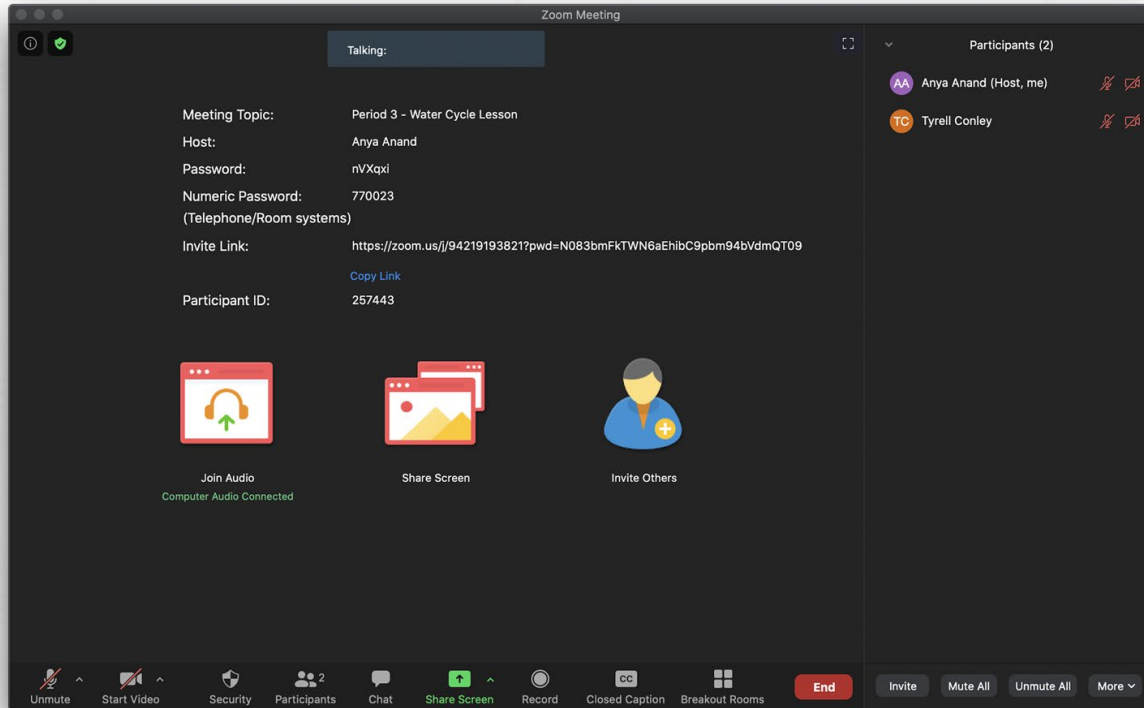 Zoom Meeting
Talking:
Meeting Topic: Period 3 - Water Cycle Lesson
Host: Anya Anand
Password: nVXqxi
Numeric Password: 770023
(Telephone/Room systems)
Invite Link: https://zoom.us/j/94219193821?pwd=N083bmFkTWN6aEhibC9pbm94bVdmQT09
Copy Link
Participant ID: 257443
Join Audio Share Screen Invite Others
Computer Audio Connected
Participants (2)
AA Anya Anand (Host, me)
TC Tyrell Conley
2
CC
Unmute Start Video Security Participants Chat Share Screen Record Closed Caption Breakout Rooms End
Invite Mute All Unmute All More